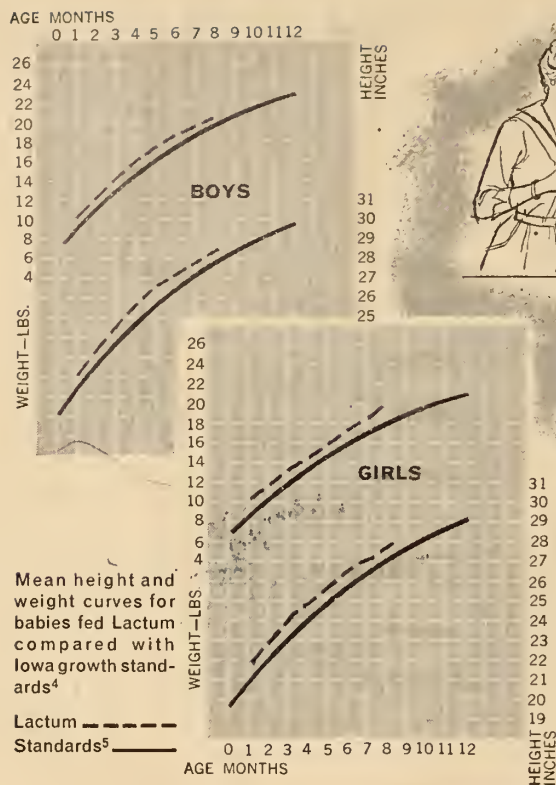 AGE MONTHS
0 1 2 3 4 5 6 7 8 9 10 11 12
26
24
22
20
18
16
14
12
10
8
6
4
WEIGHT—LBS.
BOYS
HEIGHT
INCHES
31
30
29
28
27
26
25
26
24
22
20
18
16
14
12
10
8
6
4
WEIGHT—LBS.
GIRLS
31
30
29
28
27
26
25
24
23
22
21
20
19
HEIGHT
INCHES
0 1 2 3 4 5 6 7 8 9 10 11 12
AGE MONTHS
Mean height and
weight curves for
babies fed Lactum
compared with
Iowa growth stand-
ards⁴
Lactum
Standards⁵